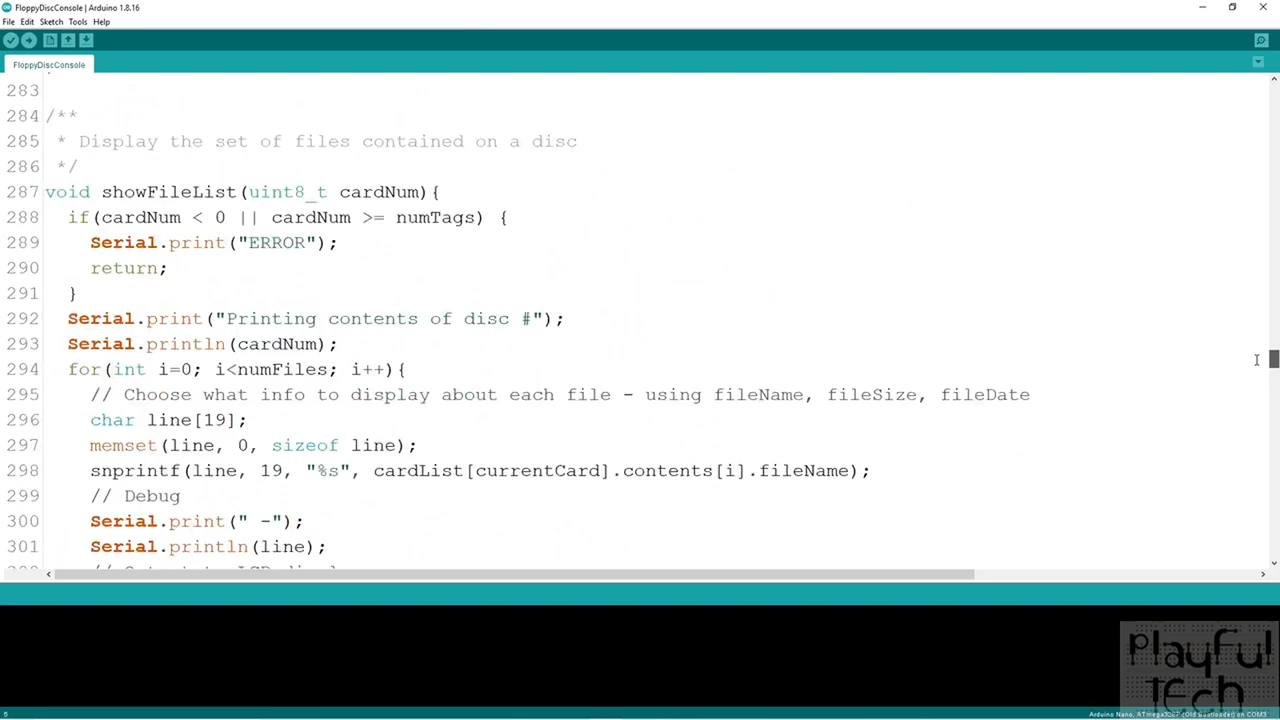 FloppyDiscConsole | Arduino 1.8.16
File Edit Sketch Tools Help
FloppyDiscConsole
283
284 /**
285 * Display the set of files contained on a disc
286 */
287 void showFileList(uint8_t cardNum){
288 if(cardNum < 0 || cardNum >= numTags) {
289 Serial.print("ERROR");
290 return;
291 }
292 Serial.print("Printing contents of disc #");
293 Serial.println(cardNum);
294 for(int i=0; i<numFiles; i++){
295 // Choose what info to display about each file - using fileName, fileSize, fileDate
296 char line[19];
297 memset(line, 0, sizeof line);
298 snprintf(line, 19, "%s", cardList[currentCard].contents[i].fileName);
299 // Debug
300 Serial.print(" -");
301 Serial.println(line);
PlayFul
tech
5
Arduino Nano, on COM3